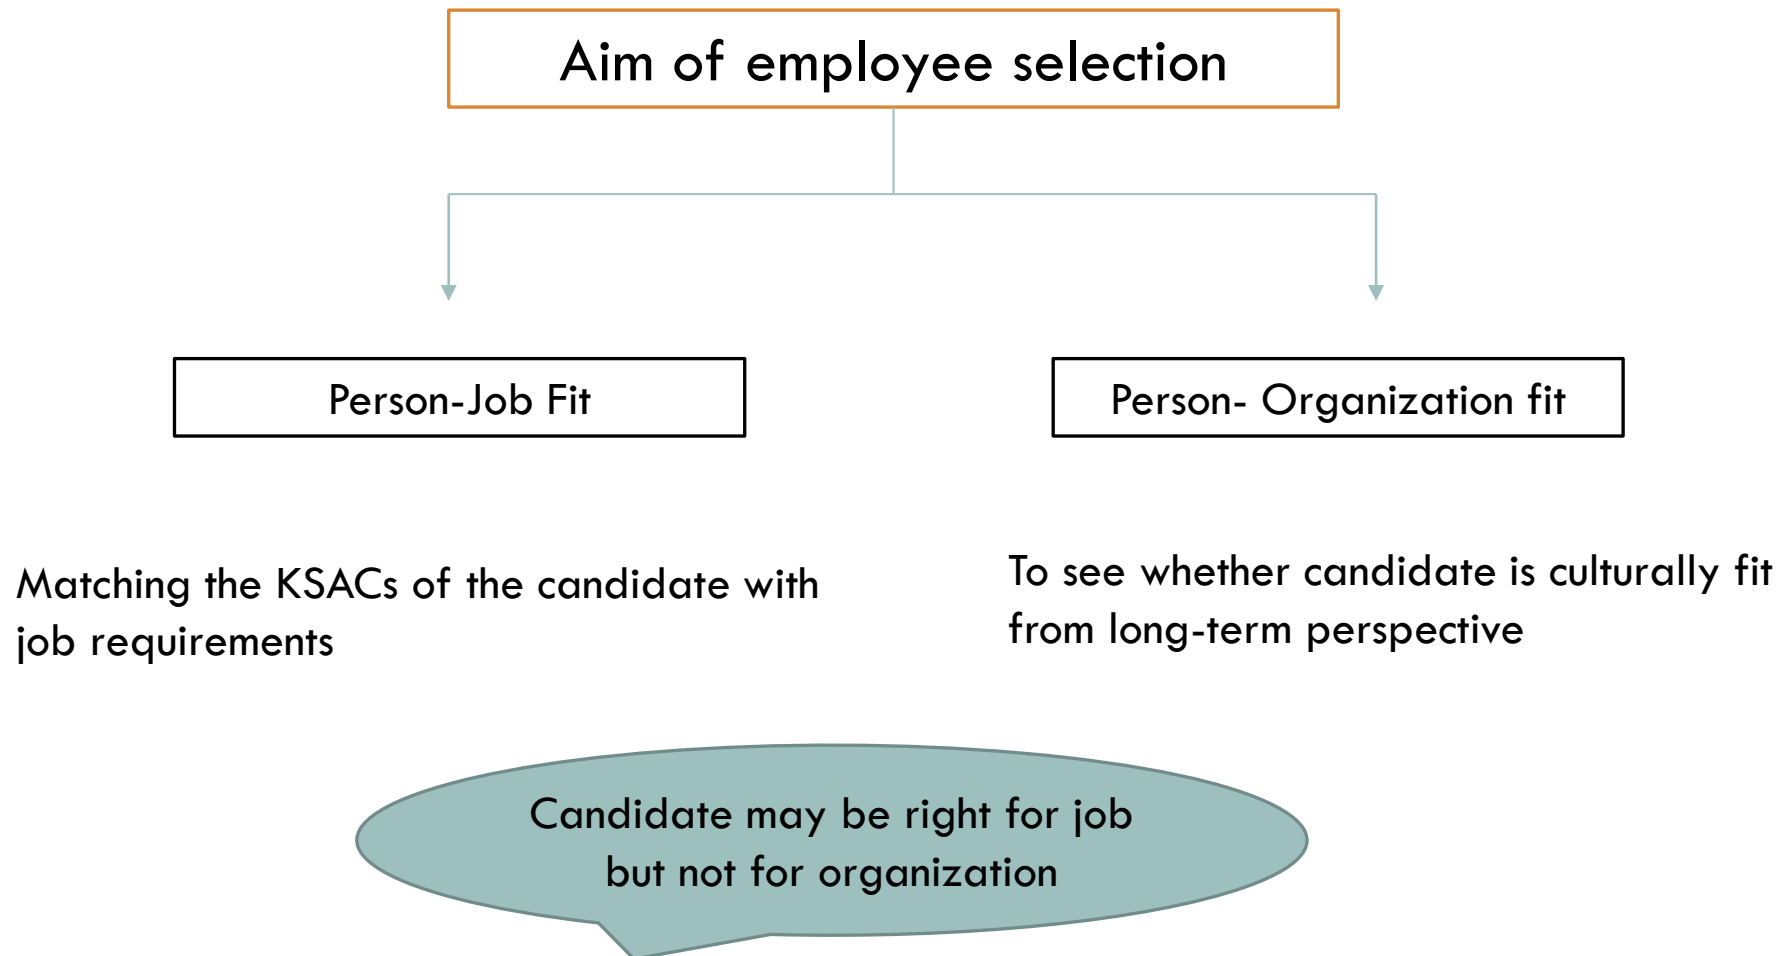 Aim of employee selection
Person-Job Fit
Person- Organization fit
Matching the KSACs of the candidate with
job requirements
To see whether candidate is culturally fit
from long-term perspective
Candidate may be right for job
but not for organization